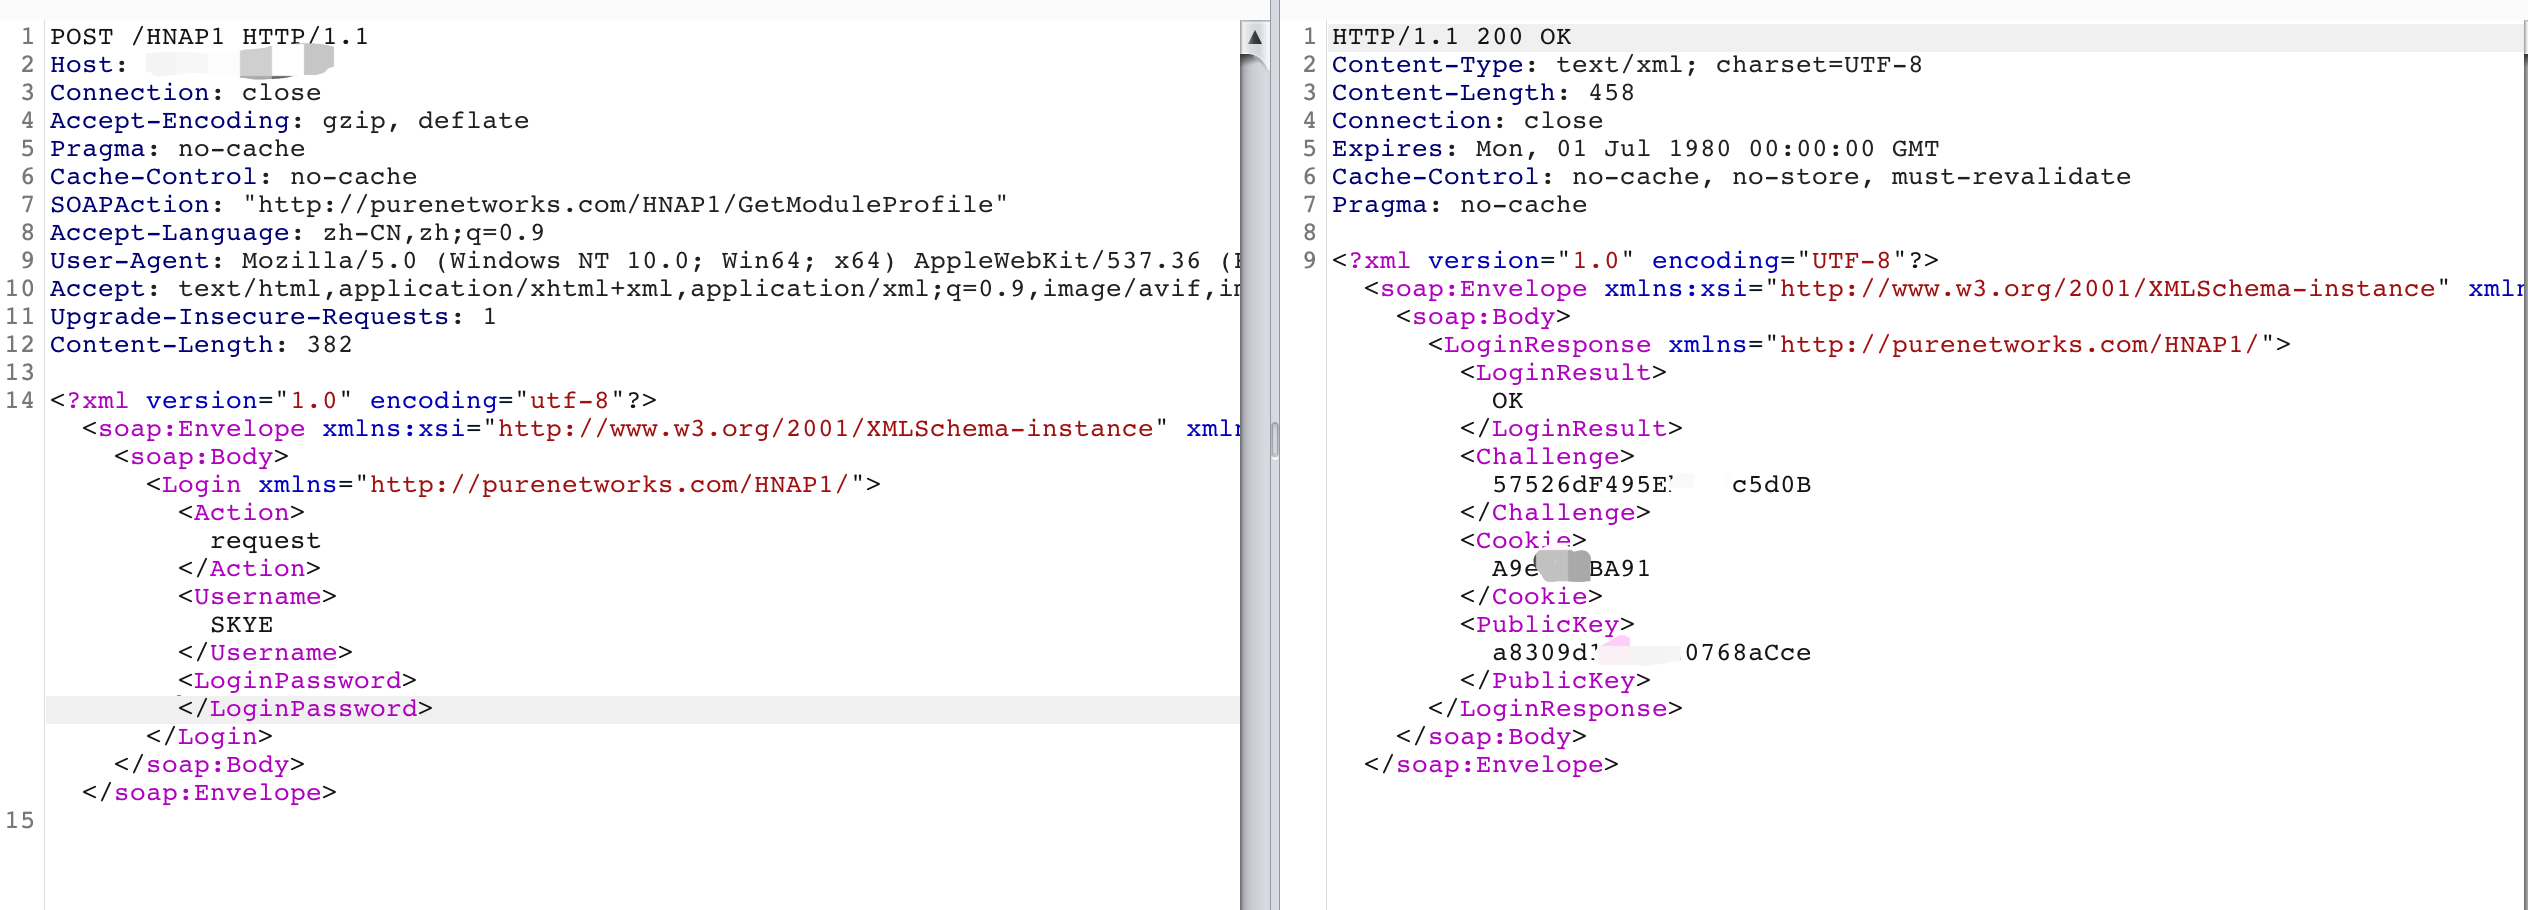 1 POST /HNAP1 HTTP/1.1
2 Host:
3 Connection: close
4 Accept-Encoding: gzip, deflate
5 Pragma: no-cache
6 Cache-Control: no-cache
7 SOAPAction: "http://purenetworks.com/HNAP1/GetModuleProfile"
8 Accept-Language: zh-CN,zh;q=0.9
9 User-Agent: Mozilla/5.0 (Windows NT 10.0; Win64; x64) AppleWebKit/537.36 (
10 Accept: text/html,application/xhtml+xml,application/xml;q=0.9,image/avif,
11 Upgrade-Insecure-Requests: 1
12 Content-Length: 382
13
14 <?xml version="1.0" encoding="utf-8"?>
<soap:Envelope xmlns:xsi="http://www.w3.org/2001/XMLSchema-instance"
<soap:Body>
<Login xmlns="http://purenetworks.com/HNAP1/">
<Action>
request
</Action>
<Username>
SKYE
</Username>
<LoginPassword>
</LoginPassword>
</Login>
</soap:Body>
</soap:Envelope>
15
1 HTTP/1.1 200 OK
2 Content-Type: text/xml; charset=UTF-8
3 Content-Length: 458
4 Connection: close
5 Expires: Mon, 01 Jul 1980 00:00:00 GMT
6 Cache-Control: no-cache, no-store, must-revalidate
7 Pragma: no-cache
8
9 <?xml version="1.0" encoding="UTF-8"?>
<soap:Envelope xmlns:xsi="http://www.w3.org/2001/XMLSchema-instance"
<soap:Body>
<LoginResponse xmlns="http://purenetworks.com/HNAP1/">
<LoginResult>
OK
</LoginResult>
<Challenge>
57526dF495E c5d0B
</Challenge>
<Cookie>
A9e BA91
</Cookie>
<PublicKey>
a8309d 0768aCce
</PublicKey>
</LoginResponse>
</soap:Body>
</soap:Envelope>